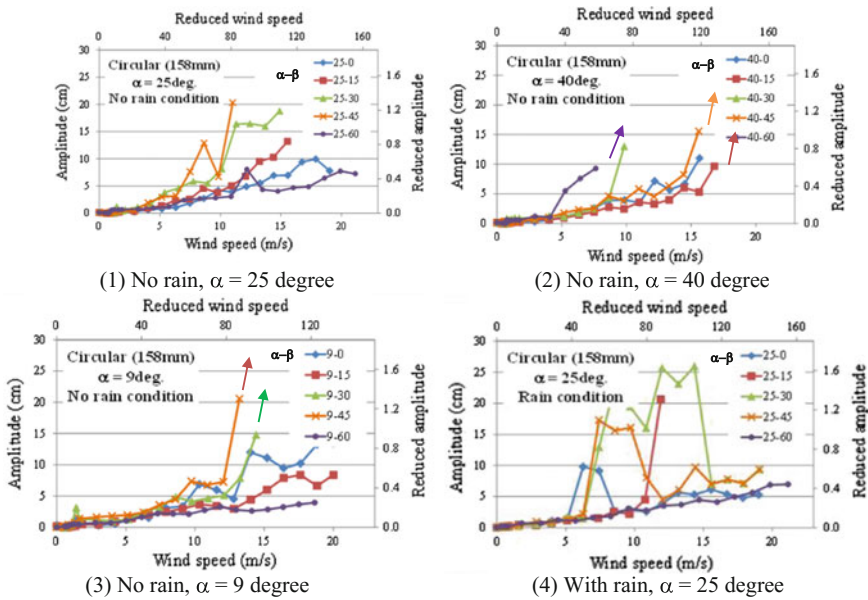 Reduced wind speed
0 40 80 120 160
30
25
20
15
10
5
0
Amplitude (cm)
Circular (158mm)
α = 25deg.
No rain condition
α–β
25-0
25-15
25-30
25-45
25-60
1.6
1.2
0.8
0.4
0.0
Reduced amplitude
0 5 10 15 20
Wind speed (m/s)
(1) No rain, α = 25 degree
Reduced wind speed
0 40 80 120 160
30
25
20
15
10
5
0
Amplitude (cm)
Circular (158mm)
α = 40deg.
No rain condition
α–β
40-0
40-15
40-30
40-45
40-60
1.6
1.2
0.8
0.4
0.0
Reduced amplitude
0 5 10 15 20
Wind speed (m/s)
(2) No rain, α = 40 degree
Reduced wind speed
0 40 80 120
30
25
20
15
10
5
0
Amplitude (cm)
Circular (158mm)
α = 9deg.
No rain condition
α–β
9-0
9-15
9-30
9-45
9-60
1.6
1.2
0.8
0.4
0.0
Reduced amplitude
0 5 10 15 20
Wind speed (m/s)
(3) No rain, α = 9 degree
Reduced wind speed
0 40 80 120 160
30
25
20
15
10
5
0
Amplitude (cm)
Circular (158mm)
α = 25deg.
Rain condition
α–β
25-0
25-15
25-30
25-45
25-60
1.6
1.2
0.8
0.4
0.0
Reduced amplitude
0 5 10 15 20
Wind speed (m/s)
(4) With rain, α = 25 degree